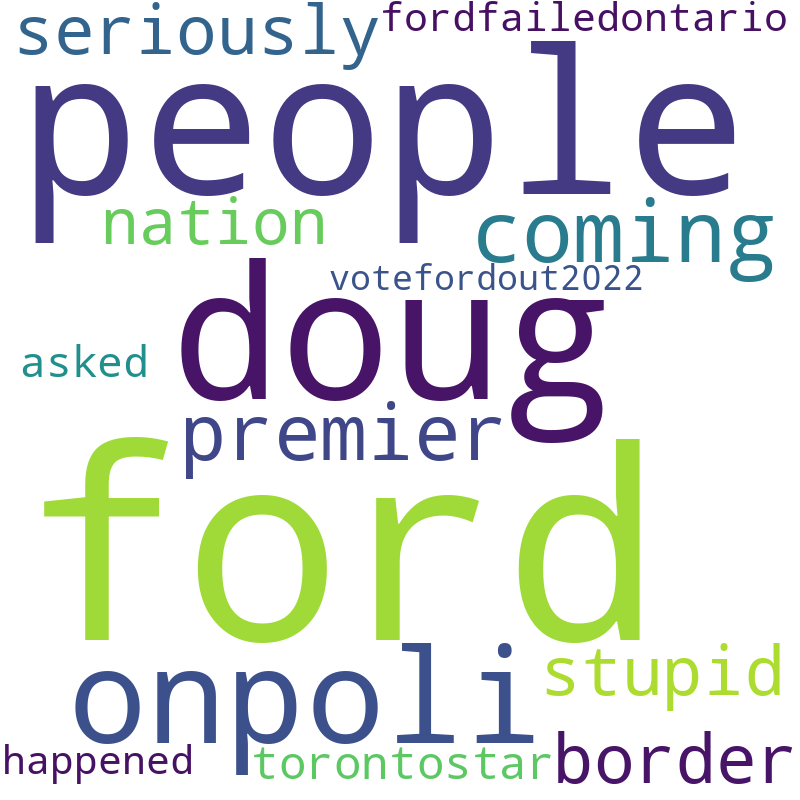 seriously
fordfailedontario
people
nation
coming
votefordout2022
doug
asked
premier
ford
onpoli
stupid
happened
torontostar
border